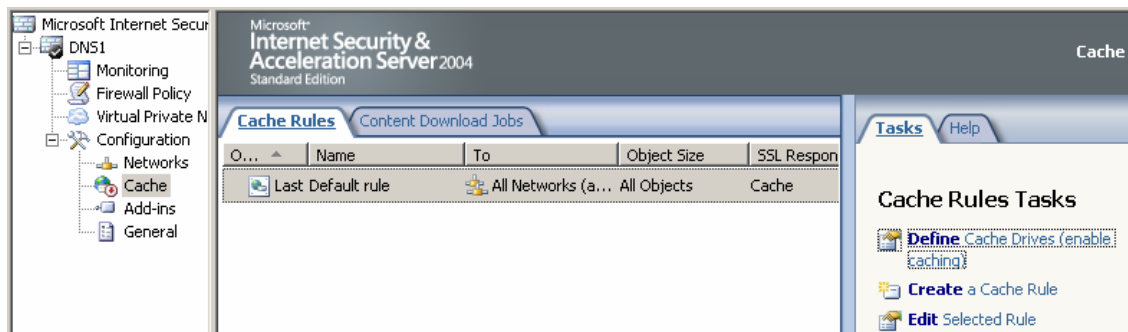 Microsoft Internet Secur
DNS1
Monitoring
Firewall Policy
Virtual Private N
Configuration
Networks
Cache
Add-ins
General
Microsoft®
Internet Security &
Acceleration Server 2004
Standard Edition
Cache
Cache Rules Content Download Jobs
O... Name To Object Size SSL Respon
Last Default rule All Networks (a... All Objects Cache
Tasks Help
Cache Rules Tasks
Define Cache Drives (enable
caching)
Create a Cache Rule
Edit Selected Rule